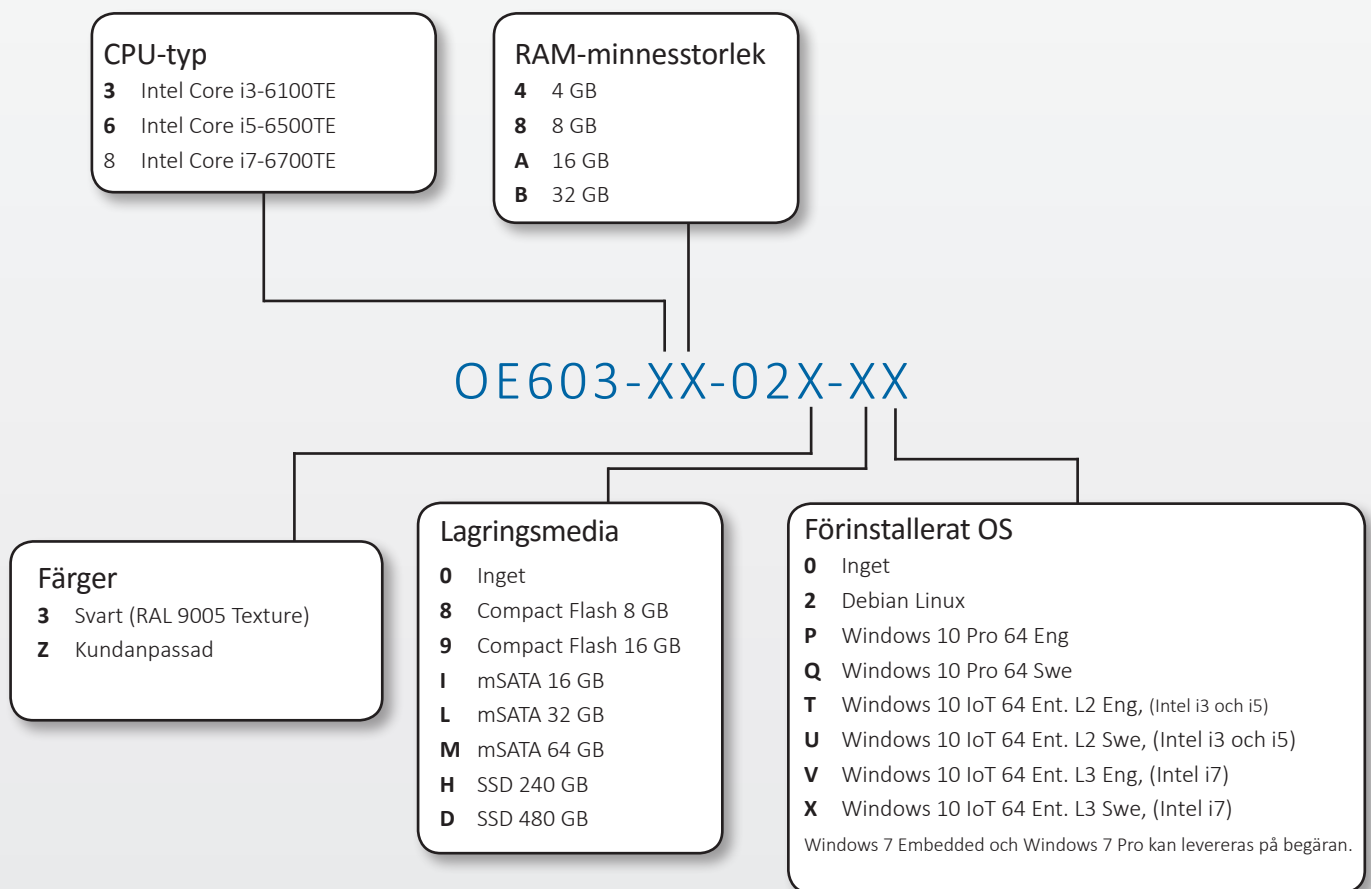 CPU-typ
3 Intel Core i3-6100TE
6 Intel Core i5-6500TE
8 Intel Core i7-6700TE
RAM-minnesstorlek
4 4 GB
8 8 GB
A 16 GB
B 32 GB
OE603-XX-02X-XX
Färger
3 Svart (RAL 9005 Texture)
Z Kundanpassad
Lagringsmedia
0 Inget
8 Compact Flash 8 GB
9 Compact Flash 16 GB
I mSATA 16 GB
L mSATA 32 GB
M mSATA 64 GB
H SSD 240 GB
D SSD 480 GB
Förinstallerat OS
0 Inget
2 Debian Linux
P Windows 10 Pro 64 Eng
Q Windows 10 Pro 64 Swe
T Windows 10 IoT 64 Ent. L2 Eng, (Intel i3 och i5)
U Windows 10 IoT 64 Ent. L2 Swe, (Intel i3 och i5)
V Windows 10 IoT 64 Ent. L3 Eng, (Intel i7)
X Windows 10 IoT 64 Ent. L3 Swe, (Intel i7)
Windows 7 Embedded och Windows 7 Pro kan levereras på begäran.